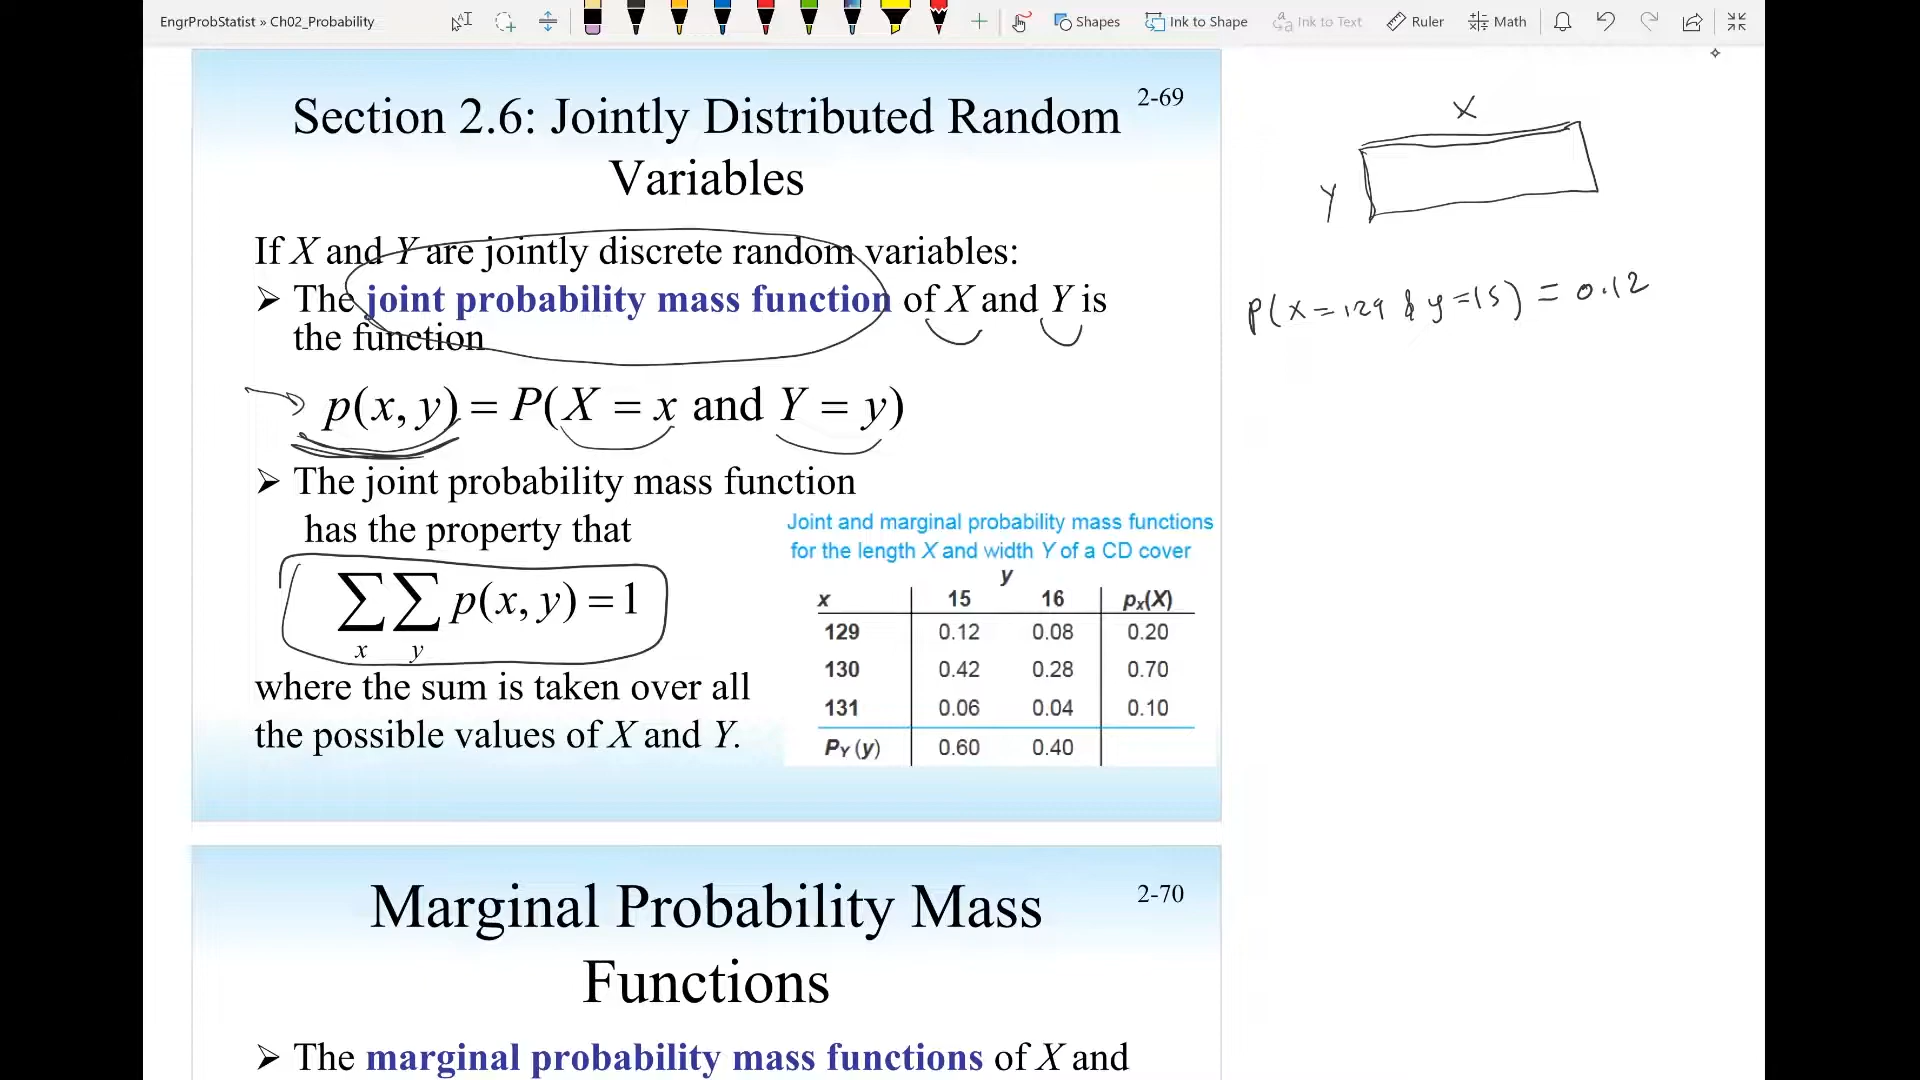 EngrProbStatist » Ch02_Probability Shapes Ink to Shape Ink to Text Ruler Math
Section 2.6: Jointly Distributed Random 2-69
Variables
If X and Y are jointly discrete random variables:
➢ The joint probability mass function of X and Y is
the function
p(x, y) = P(X = x and Y = y)
➢ The joint probability mass function
has the property that
∑∑ p(x, y) = 1
x y
where the sum is taken over all
the possible values of X and Y.
Joint and marginal probability mass functions
for the length X and width Y of a CD cover
y
x 15 16 pₓ(X)
129 0.12 0.08 0.20
130 0.42 0.28 0.70
131 0.06 0.04 0.10
P_Y (y) 0.60 0.40
X
Y
P(X=129 & y=15) = 0.12
Marginal Probability Mass 2-70
Functions
➢ The marginal probability mass functions of X and